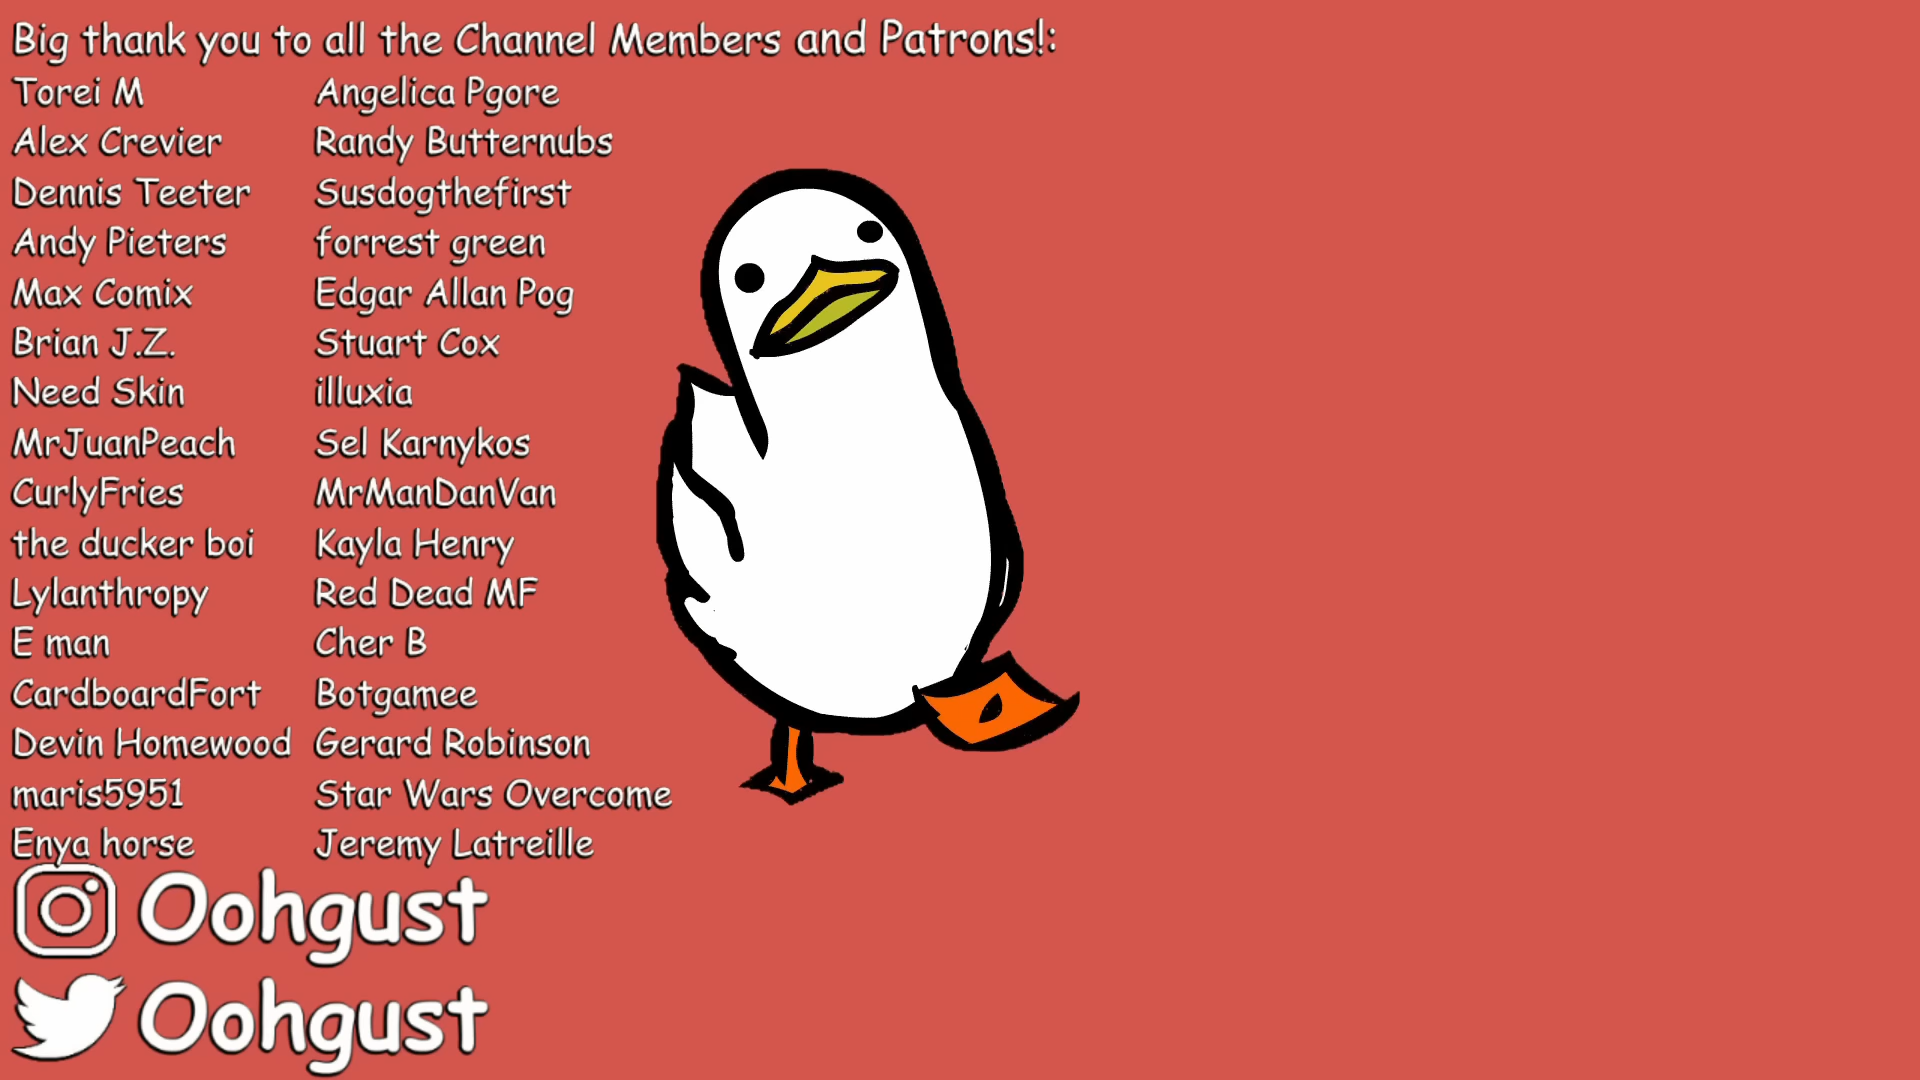 Big thank you to all the Channel Members and Patrons!:
Torei M
Alex Crevier
Dennis Teeter
Andy Pieters
Max Comix
Brian J.Z.
Need Skin
MrJuanPeach
CurlyFries
the ducker boi
Lylanthropy
E man
CardboardFort
Devin Homewood
maris5951
Enya horse
Angelica Pgore
Randy Butternubs
Susdogthefirst
forrest green
Edgar Allan Pog
Stuart Cox
illuxia
Sel Karnykos
MrManDanVan
Kayla Henry
Red Dead MF
Cher B
Botgamee
Gerard Robinson
Star Wars Overcome
Jeremy Latreille
Oohgust
Oohgust